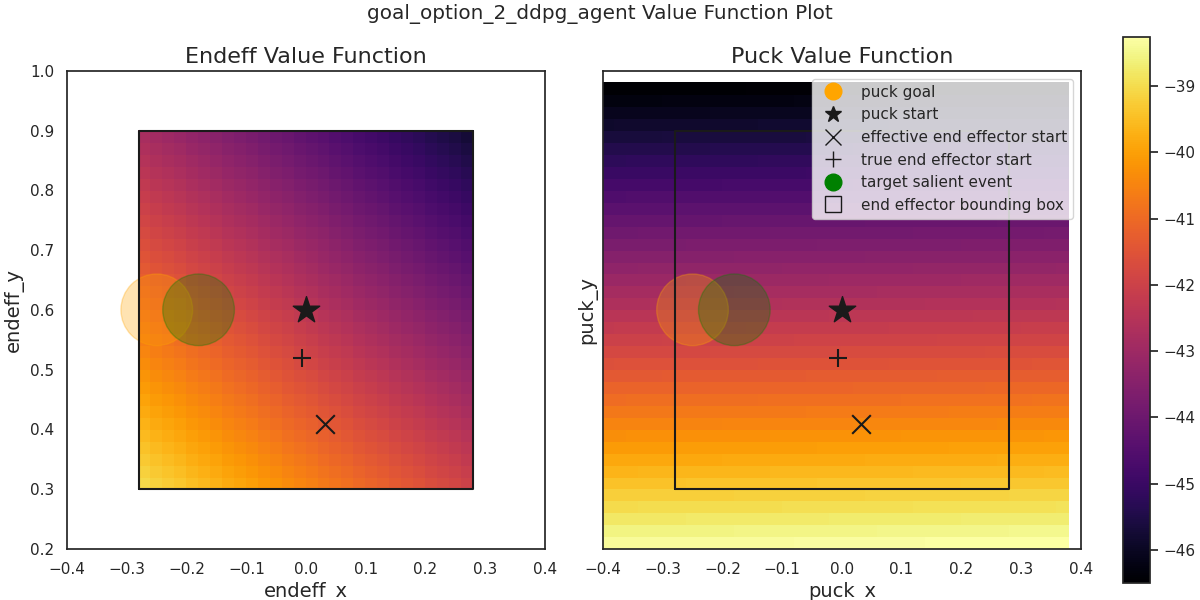 goal_option_2_ddpg_agent Value Function Plot
Endeff Value Function
1.0
0.9
0.8
0.7
0.6
0.5
0.4
0.3
0.2
endeff_y
−0.4 −0.3 −0.2 −0.1 0.0 0.1 0.2 0.3 0.4
endeff_x
Puck Value Function
puck goal
puck start
effective end effector start
true end effector start
target salient event
end effector bounding box
puck_y
−0.4 −0.3 −0.2 −0.1 0.0 0.1 0.2 0.3 0.4
puck_x
−39
−40
−41
−42
−43
−44
−45
−46